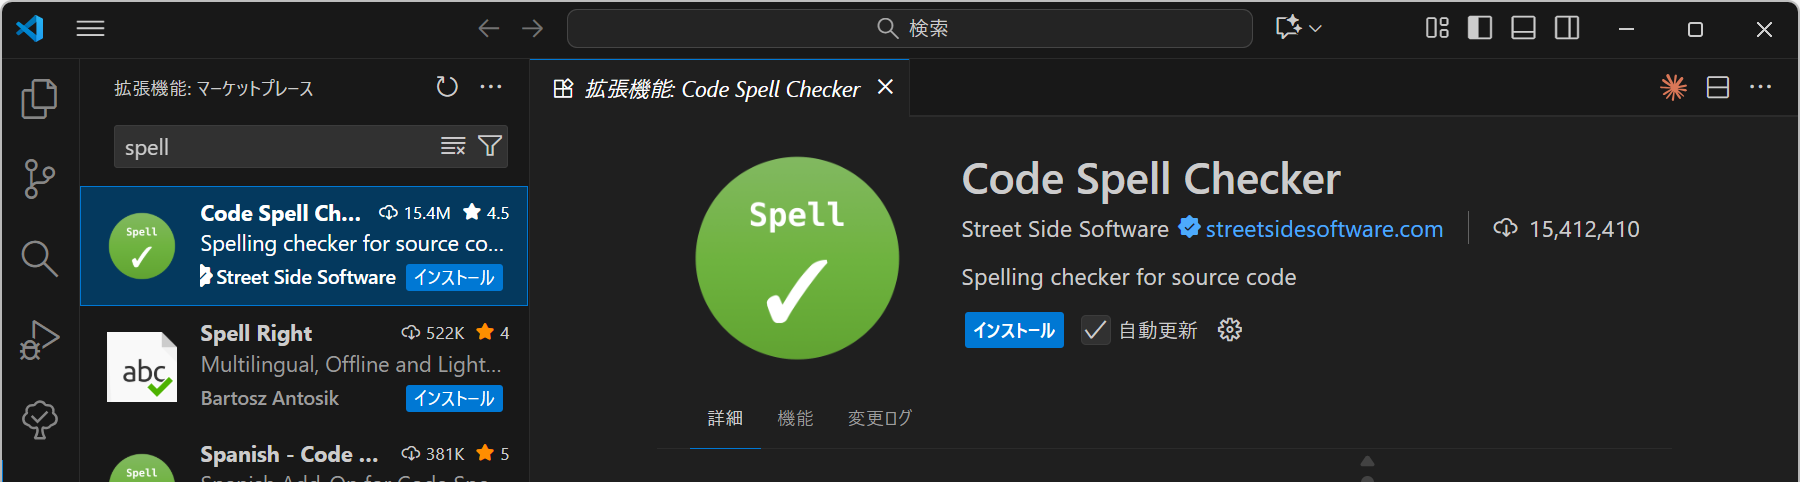 検索
拡張機能: マーケットプレース
spell
Spell
Code Spell Ch... 15.4M 4.5
Spelling checker for source co...
Street Side Software インストール
abc
Spell Right 522K 4
Multilingual, Offline and Light...
Bartosz Antosik インストール
Spell
Spanish - Code ... 381K 5
拡張機能: Code Spell Checker
Spell
Code Spell Checker
Street Side Software streetsidesoftware.com 15,412,410
Spelling checker for source code
インストール 自動更新
詳細 機能 変更ログ